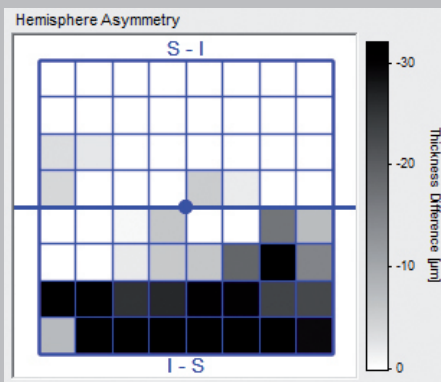 Hemisphere Asymmetry
S - I
I - S
-30
-20
-10
0
Thickness Difference [µm]